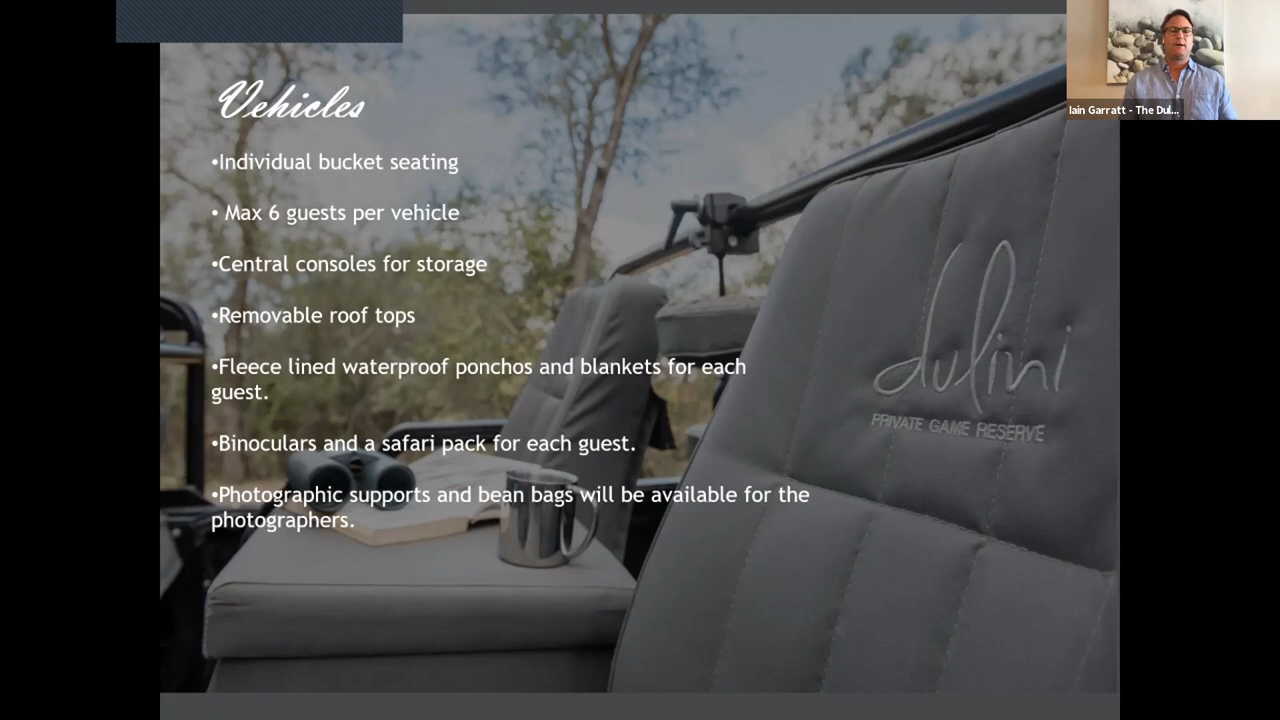 Vehicles
•Individual bucket seating
• Max 6 guests per vehicle
•Central consoles for storage
•Removable roof tops
•Fleece lined waterproof ponchos and blankets for each
guest.
•Binoculars and a safari pack for each guest.
•Photographic supports and bean bags will be available for the
photographers.
dulini
PRIVATE GAME RESERVE
Iain Garratt - The Dul...